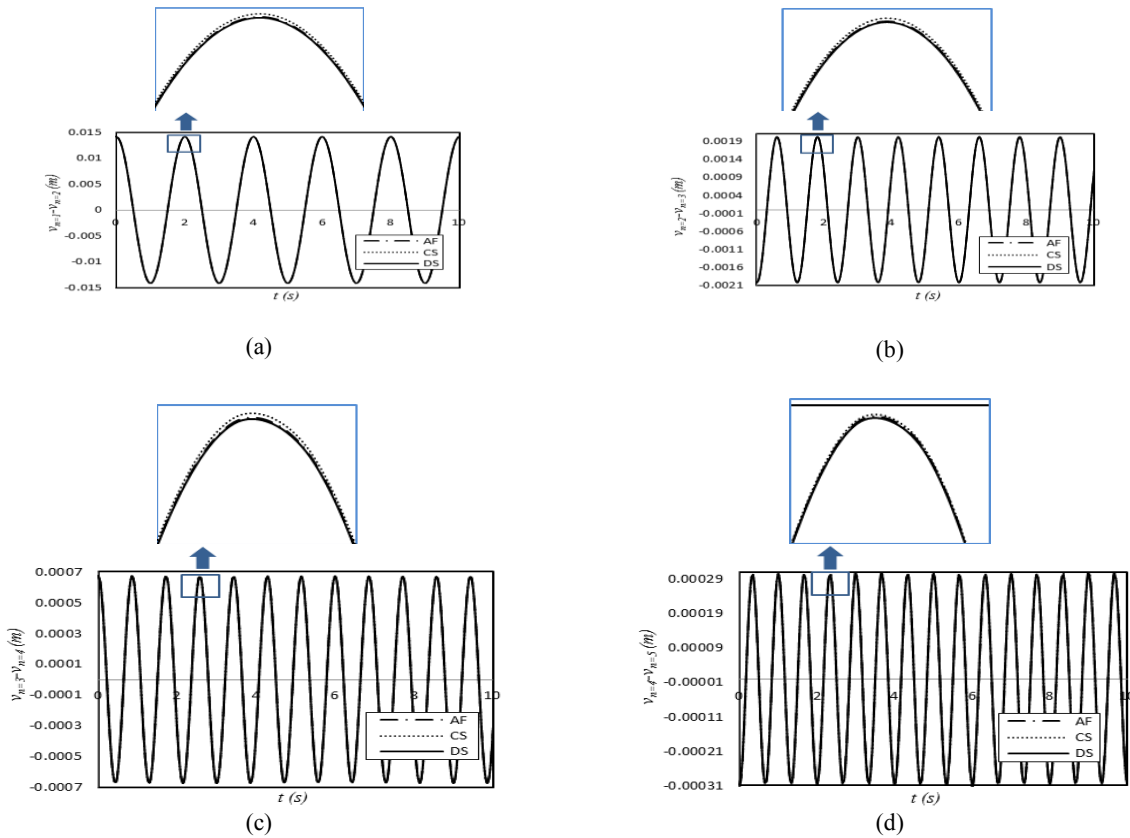 0.015
0.01
0.005
0
-0.005
-0.01
-0.015
0 2 4 6 8 10
v_{n=1}-v_{n=2} (m)
t (s)
AF
CS
DS
(a)
0.0019
0.0014
0.0009
0.0004
-0.0001
-0.0006
-0.0011
-0.0016
-0.0021
0 2 4 6 8 10
v_{n=2}-v_{n=3} (m)
t (s)
AF
CS
DS
(b)
0.0007
0.0005
0.0003
0.0001
-0.0001
-0.0003
-0.0005
-0.0007
0 2 4 6 8 10
v_{n=3}-v_{n=4} (m)
t (s)
AF
CS
DS
(c)
0.00029
0.00019
0.00009
-0.00001
-0.00011
-0.00021
-0.00031
0 2 4 6 8 10
v_{n=4}-v_{n=5} (m)
t (s)
AF
CS
DS
(d)